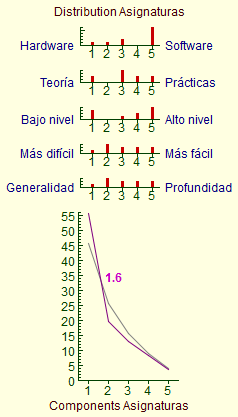 Distribution Asignaturas
Hardware Software
1 2 3 4 5
Teoría Prácticas
1 2 3 4 5
Bajo nivel Alto nivel
1 2 3 4 5
Más difícil Más fácil
1 2 3 4 5
Generalidad Profundidad
1 2 3 4 5
55
50
45
40
35
1.6
30
25
20
15
10
5
0
1 2 3 4 5
Components Asignaturas